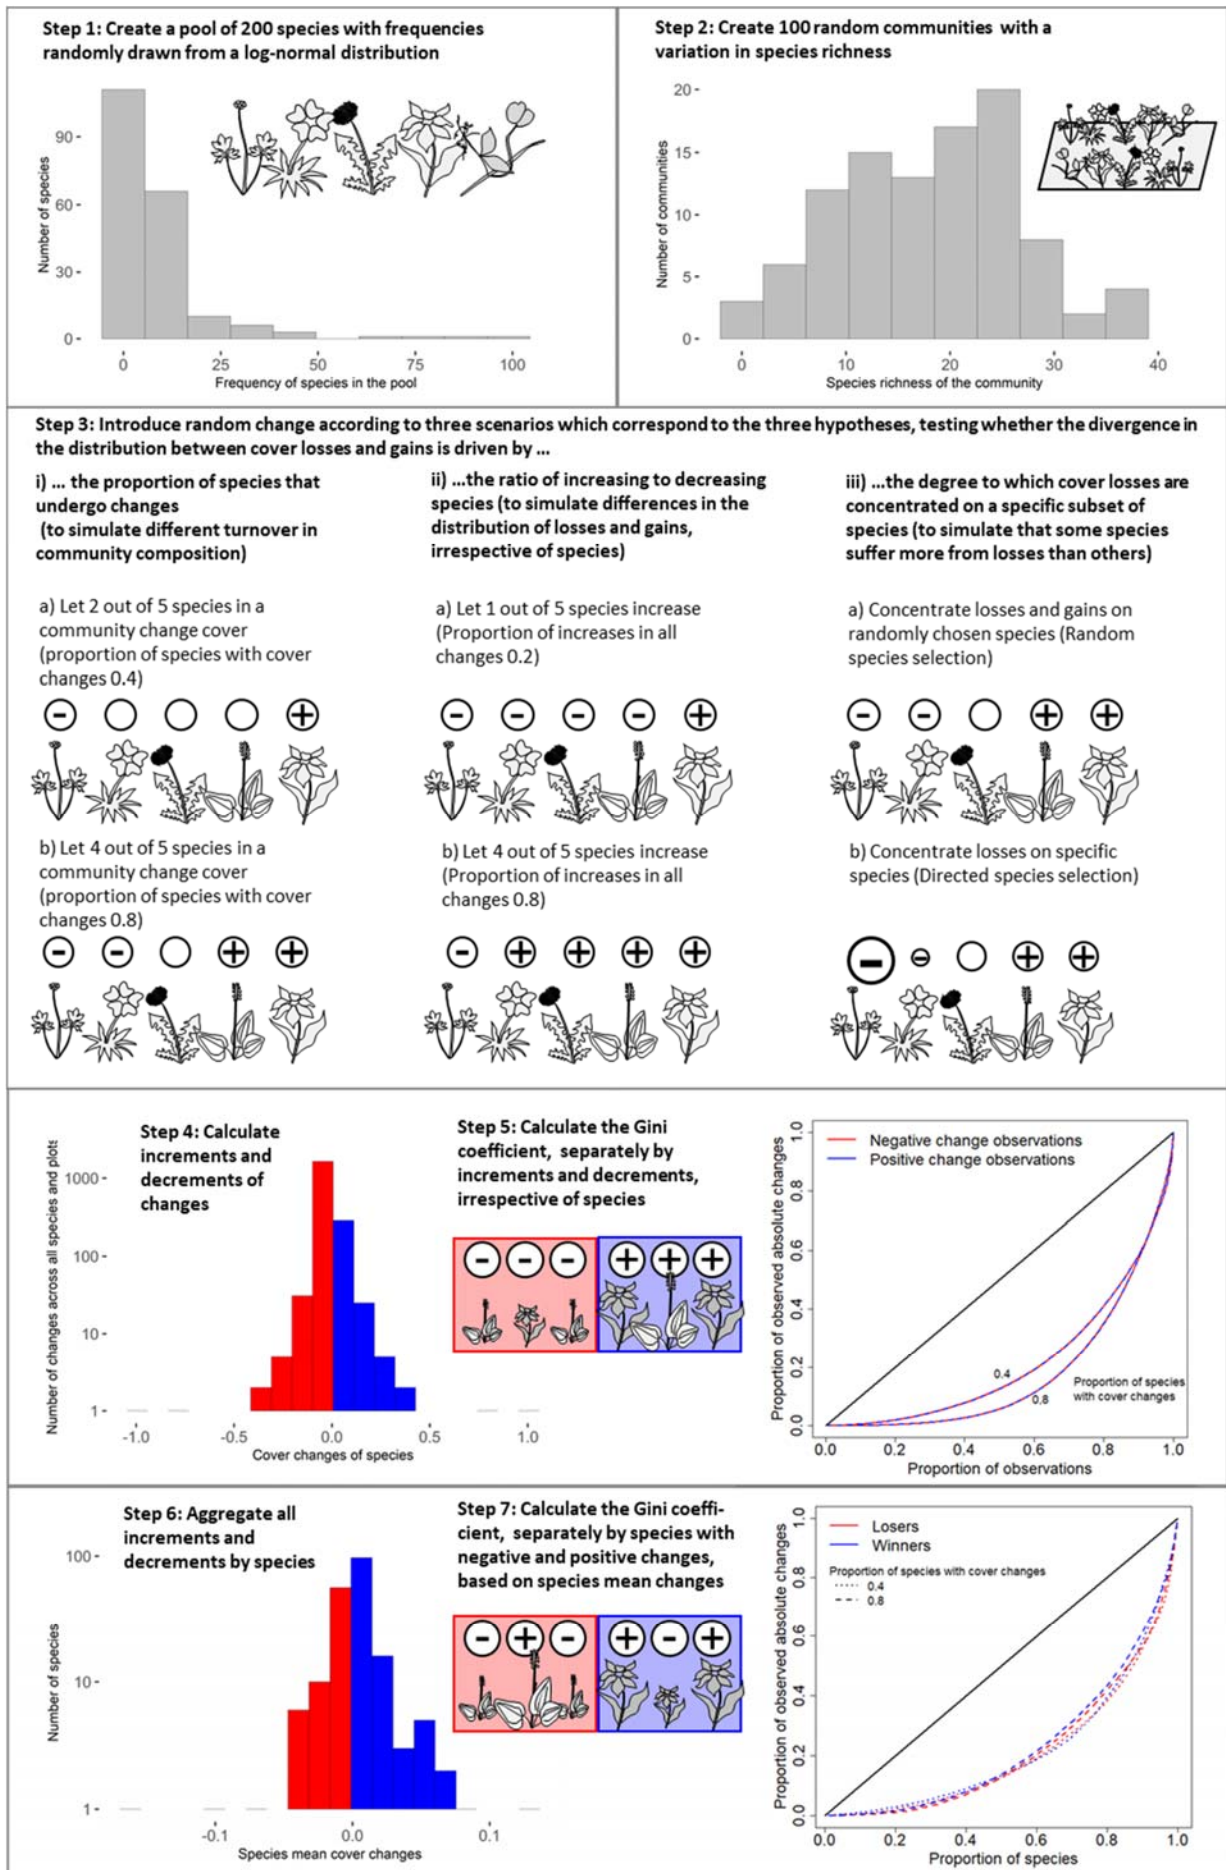 Step 1: Create a pool of 200 species with frequencies
randomly drawn from a log-normal distribution
Number of species
90
60
30
0
0
25
50
75
100
Frequency of species in the pool
Step 2: Create 100 random communities with a
variation in species richness
Number of communities
20
15
10
5
0
0
10
20
30
40
Species richness of the community
Step 3: Introduce random change according to three scenarios which correspond to the three hypotheses, testing whether the divergence in
the distribution between cover losses and gains is driven by ...
i) ... the proportion of species that
undergo changes
(to simulate different turnover in
community composition)
a) Let 2 out of 5 species in a
community change cover
(proportion of species with cover
changes 0.4)
- +
b) Let 4 out of 5 species in a
community change cover
(proportion of species with cover
changes 0.8)
- - + +
ii) ...the ratio of increasing to decreasing
species (to simulate differences in the
distribution of losses and gains,
irrespective of species)
a) Let 1 out of 5 species increase
(Proportion of increases in all
changes 0.2)
- - - - +
b) Let 4 out of 5 species increase
(Proportion of increases in all
changes 0.8)
- + + + +
iii) ...the degree to which cover losses are
concentrated on a specific subset of
species (to simulate that some species
suffer more from losses than others)
a) Concentrate losses and gains on
randomly chosen species (Random
species selection)
- - + +
b) Concentrate losses on specific
species (Directed species selection)
- - + +
Step 4: Calculate
increments and
decrements of
changes
Number of changes across all species and plots
1000
100
10
1
-1.0
-0.5
0.0
0.5
1.0
Cover changes of species
Step 5: Calculate the Gini
coefficient, separately by
increments and decrements,
irrespective of species
- - - + + +
Proportion of observed absolute changes
1.0
0.8
0.6
0.4
0.2
0.0
Negative change observations
Positive change observations
0.4
0.8
Proportion of species
with cover changes
0.0
0.2
0.4
0.6
0.8
1.0
Proportion of observations
Step 6: Aggregate all
increments and
decrements by species
Number of species
100
10
1
-0.1
0.0
0.1
Species mean cover changes
Step 7: Calculate the Gini coeffi-
cient, separately by species with
negative and positive changes,
based on species mean changes
- + - + - +
Proportion of observed absolute changes
1.0
0.8
0.6
0.4
0.2
0.0
Losers
Winners
Proportion of species with cover changes
0.4
0.8
0.0
0.2
0.4
0.6
0.8
1.0
Proportion of species